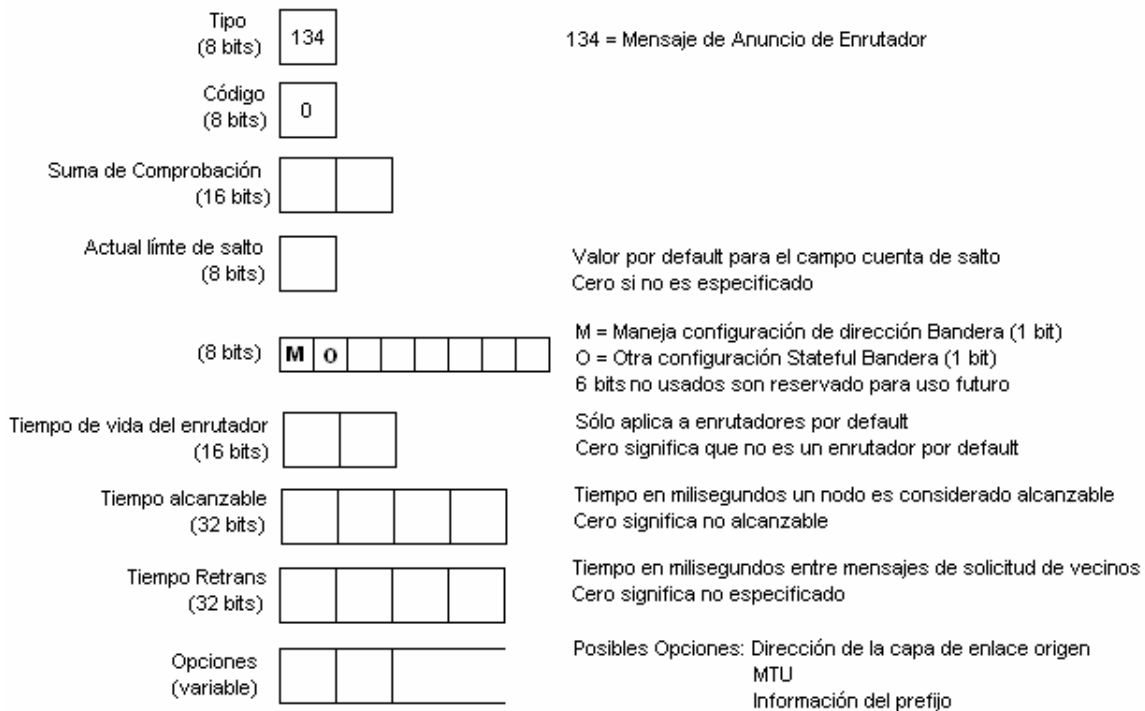 Tipo
(8 bits)
134
134 = Mensaje de Anuncio de Enrutador
Código
(8 bits)
0
Suma de Comprobación
(16 bits)
Actual límte de salto
(8 bits)
Valor por default para el campo cuenta de salto
Cero si no es especificado
(8 bits)
M O
M = Maneja configuración de dirección Bandera (1 bit)
O = Otra configuración Stateful Bandera (1 bit)
6 bits no usados son reservado para uso futuro
Tiempo de vida del enrutador
(16 bits)
Sólo aplica a enrutadores por default
Cero significa que no es un enrutador por default
Tiempo alcanzable
(32 bits)
Tiempo en milisegundos un nodo es considerado alcanzable
Cero significa no alcanzable
Tiempo Retrans
(32 bits)
Tiempo en milisegundos entre mensajes de solicitud de vecinos
Cero significa no especificado
Opciones
(variable)
Posibles Opciones: Dirección de la capa de enlace origen
MTU
Información del prefijo